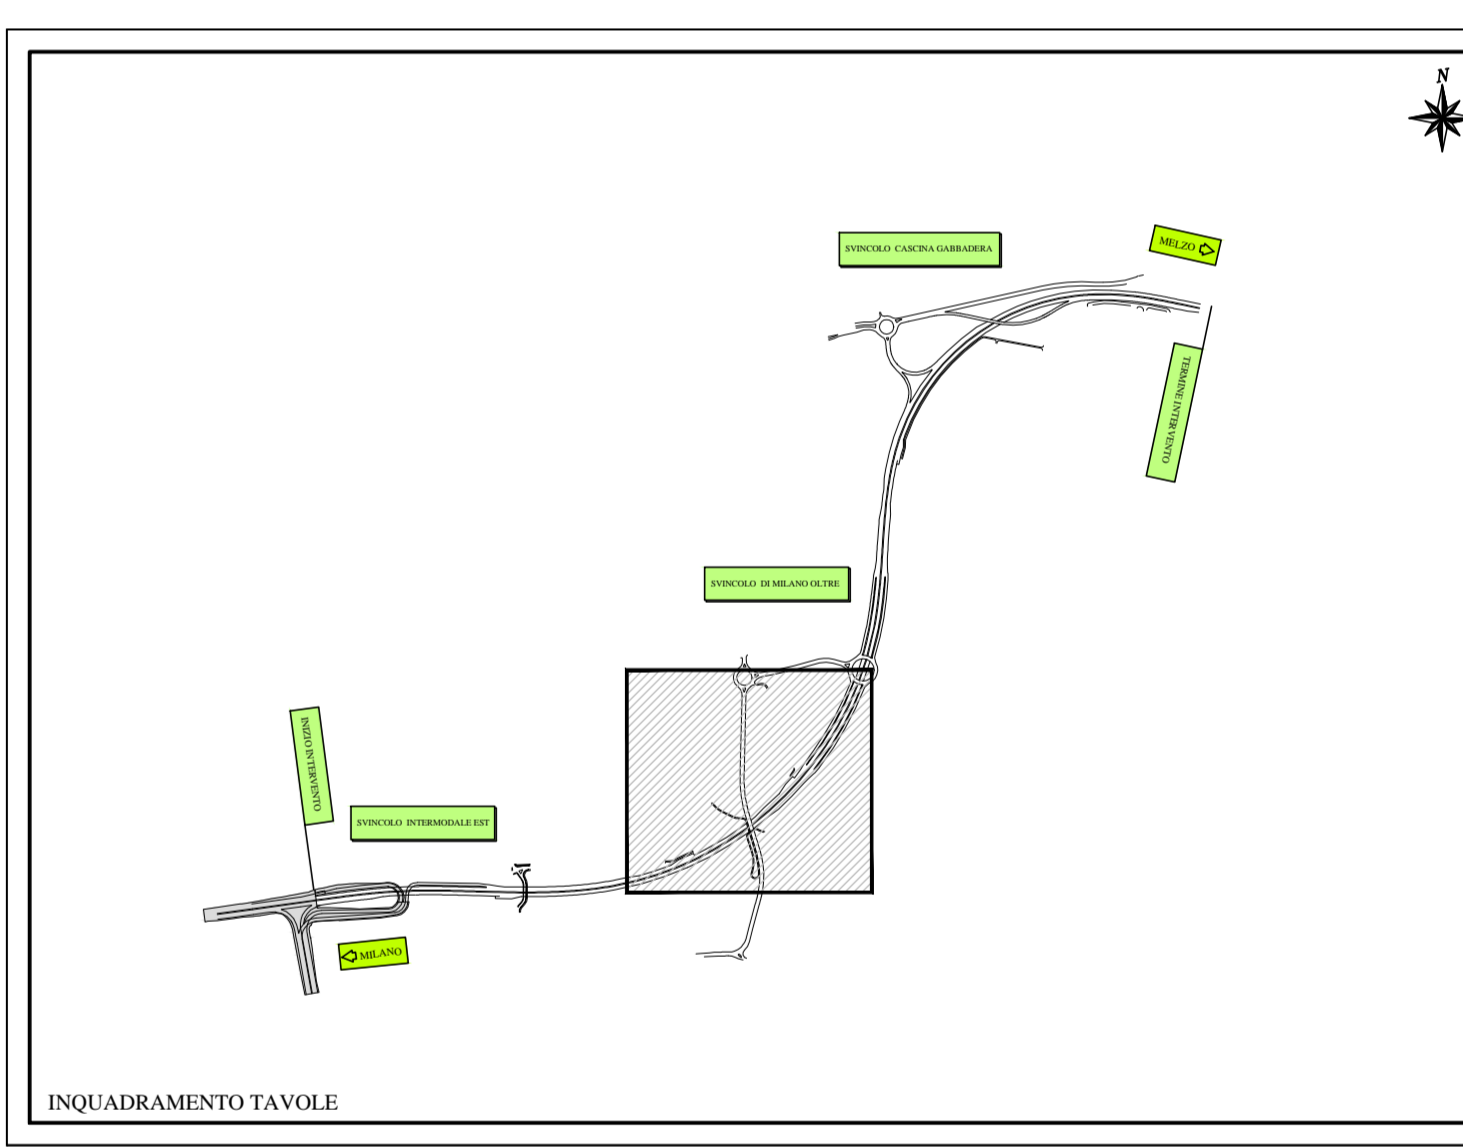 N
SVINCOLO CASCINA GABBADERA
MELZO
TERMINE INTERVENTO
SVINCOLO DI MILANO OLTRE
INIZIO INTERVENTO
SVINCOLO INTERMODALE EST
MILANO
INQUADRAMENTO TAVOLE